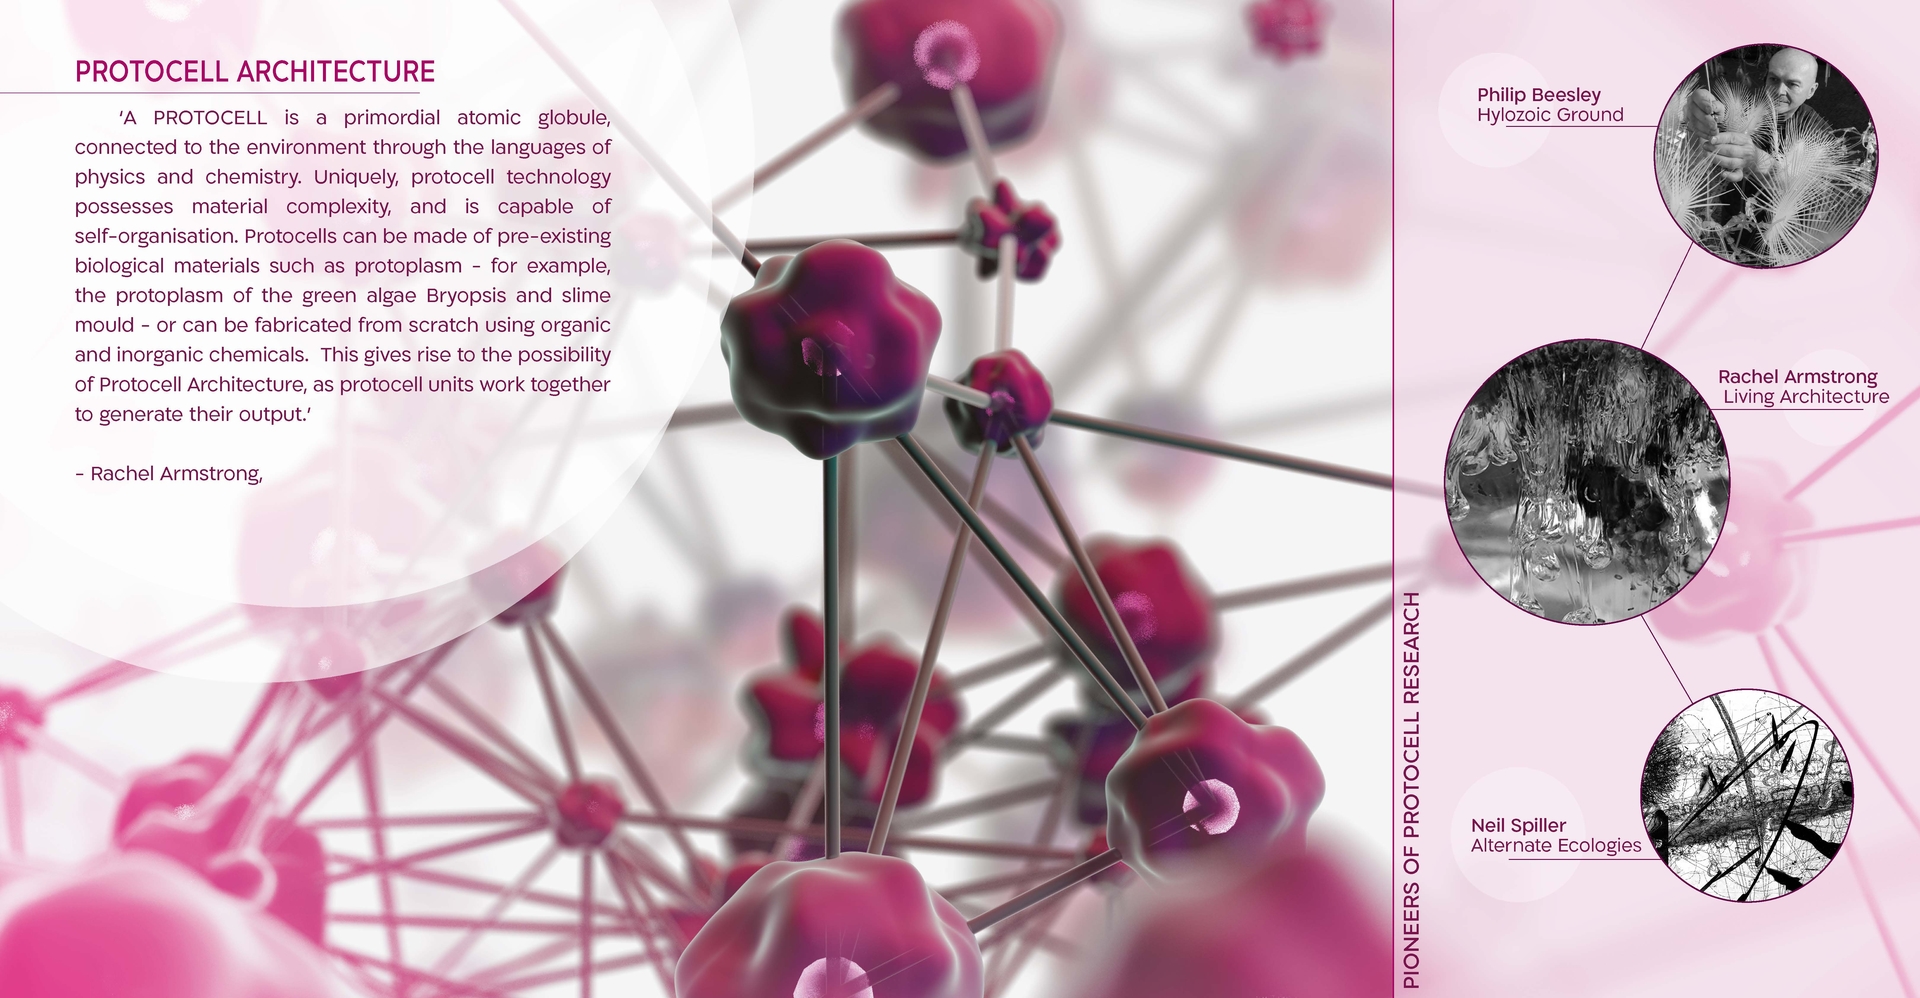 PROTOCELL ARCHITECTURE
‘A PROTOCELL is a primordial atomic globule,
connected to the environment through the languages of
physics and chemistry. Uniquely, protocell technology
possesses material complexity, and is capable of
self-organisation. Protocells can be made of pre-existing
biological materials such as protoplasm - for example,
the protoplasm of the green algae Bryopsis and slime
mould - or can be fabricated from scratch using organic
and inorganic chemicals.  This gives rise to the possibility
of Protocell Architecture, as protocell units work together
to generate their output.’
- Rachel Armstrong,
PIONEERS OF PROTOCELL RESEARCH
Philip Beesley
Hylozoic Ground
Rachel Armstrong
Living Architecture
Neil Spiller
Alternate Ecologies